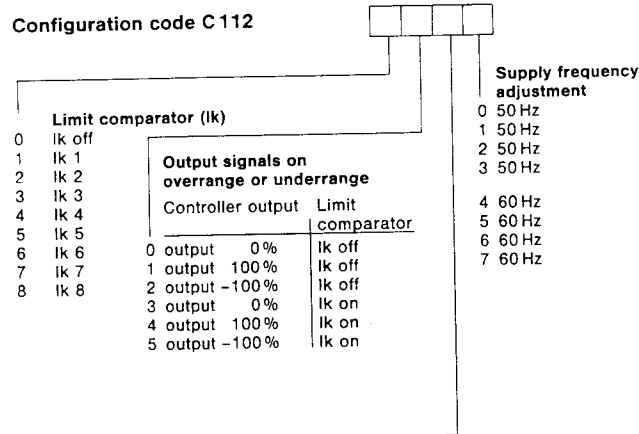 Configuration code C112
Supply frequency
adjustment
0 50 Hz
1 50 Hz
2 50 Hz
3 50 Hz
4 60 Hz
5 60 Hz
6 60 Hz
7 60 Hz
Limit comparator (lk)
0 lk off
1 lk 1
2 lk 2
3 lk 3
4 lk 4
5 lk 5
6 lk 6
7 lk 7
8 lk 8
Output signals on
overrange or underrange
Controller output Limit
comparator
0 output 0% lk off
1 output 100% lk off
2 output -100% lk off
3 output 0% lk on
4 output 100% lk on
5 output -100% lk on